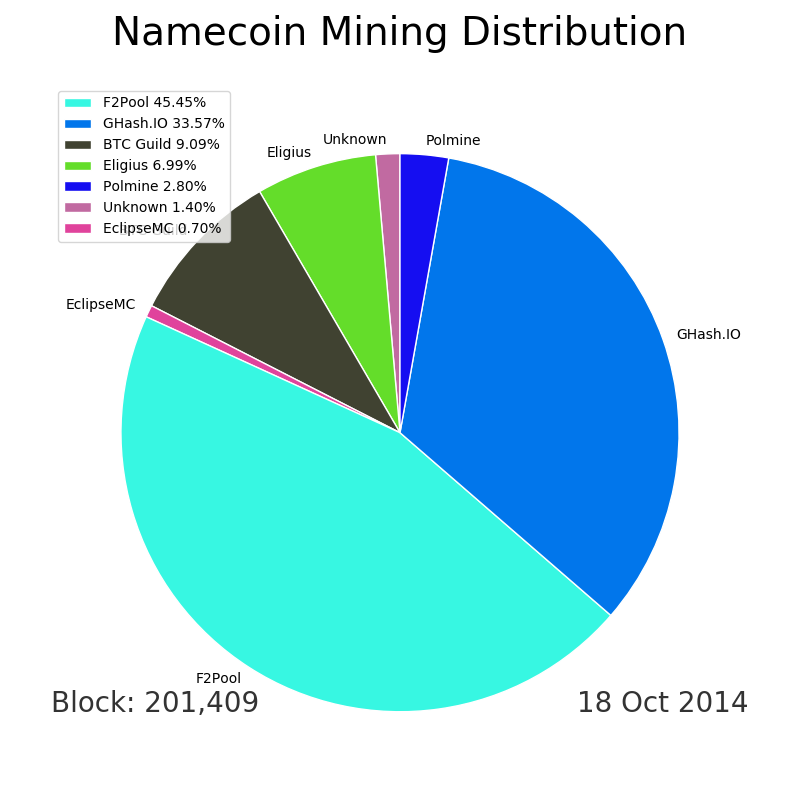 Namecoin Mining Distribution
F2Pool 45.45%
GHash.IO 33.57%
BTC Guild 9.09%
Eligius 6.99%
Polmine 2.80%
Unknown 1.40%
EclipseMC 0.70%
Unknown
Polmine
Eligius
EclipseMC
GHash.IO
F2Pool
Block: 201,409
18 Oct 2014